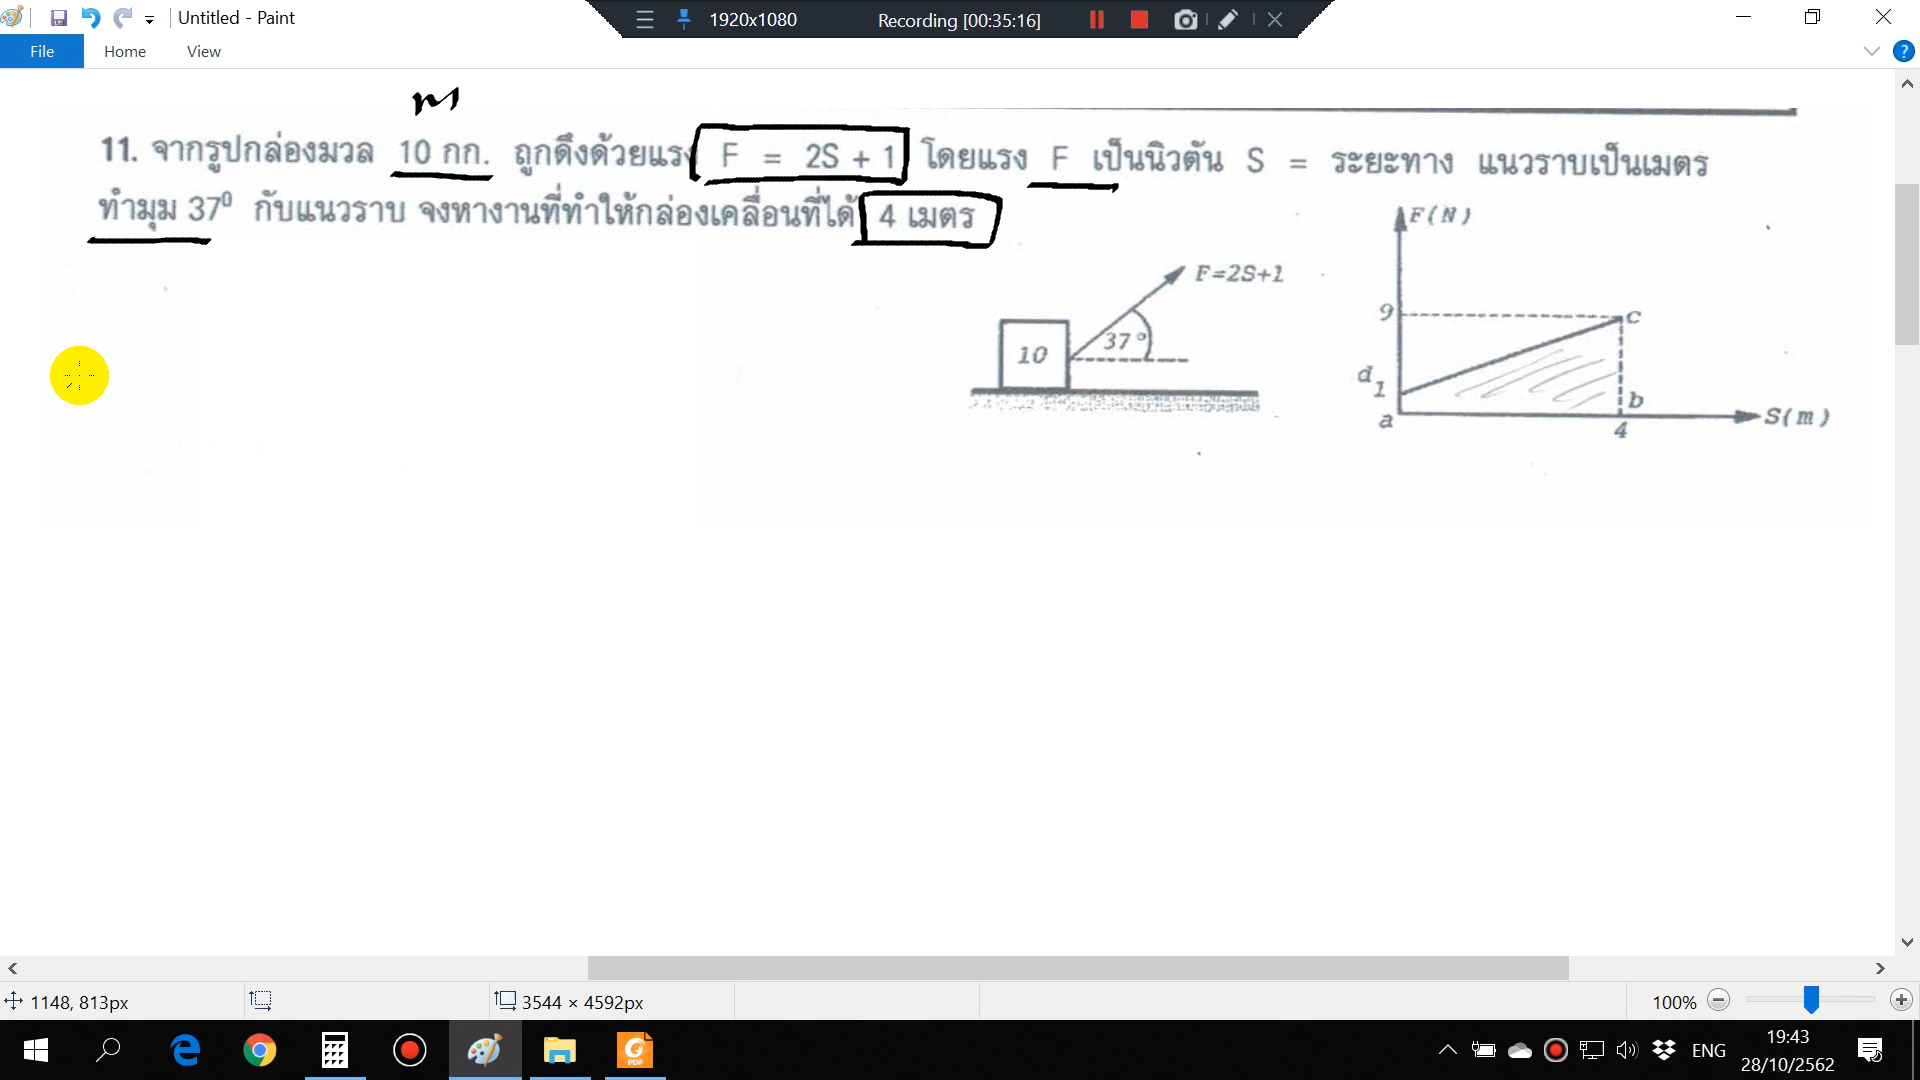 Untitled - Paint
1920x1080
Recording [00:35:16]
File
Home
View
m
11. จากรูปกล่องมวล 10 กก. ถูกดึงด้วยแรง F = 2S + 1 โดยแรง F เป็นนิวตัน S = ระยะทาง แนวราบเป็นเมตร
ทำมุม 37⁰ กับแนวราบ จงหางานที่ทำให้กล่องเคลื่อนที่ได้ 4 เมตร
F(N)
F=2S+1
9
c
37°
10
d
1
b
a
4
S(m)
1148, 813px
3544 × 4592px
100%
PDF
ENG
19:43
28/10/2562